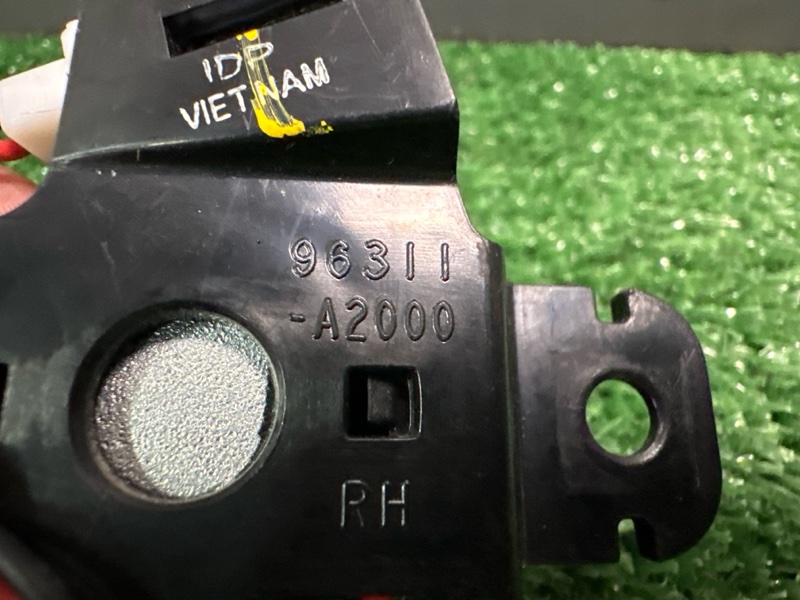 IDP
VIETNAM
96311
-A2000
RH